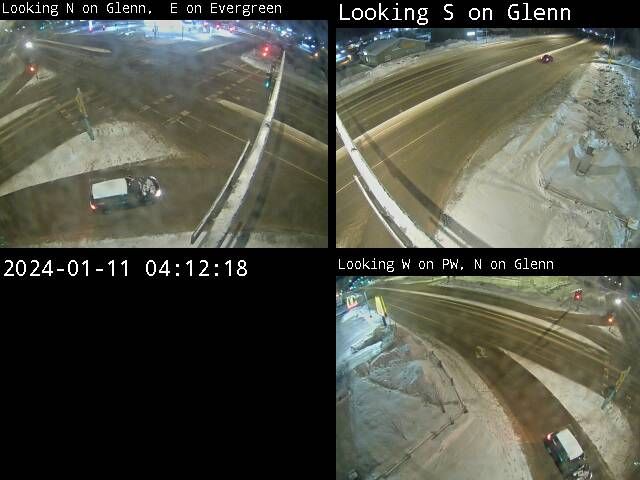 Looking N on Glenn, E on Evergreen
Looking S on Glenn
2024-01-11 04:12:18
Looking W on PW, N on Glenn